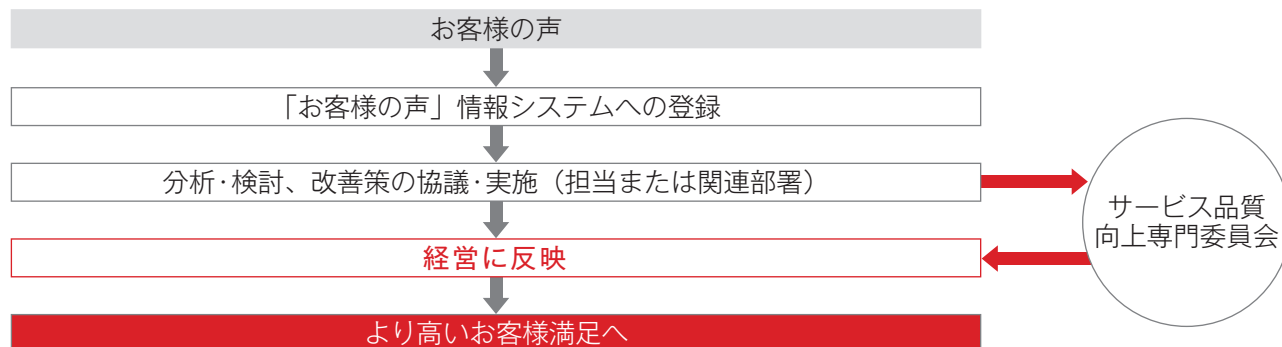 お客様の声
「お客様の声」情報システムへの登録
分析・検討、改善策の協議・実施（担当または関連部署）
サービス品質
向上専門委員会
経営に反映
より高いお客様満足へ